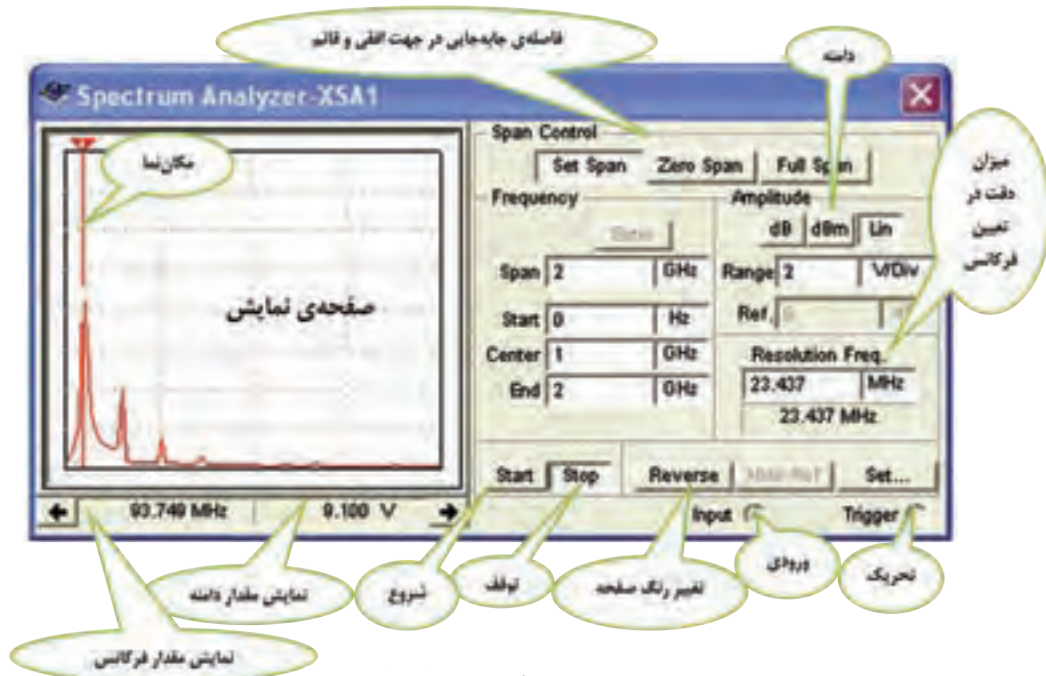 فاصله‌ی جابه‌جایی در جهت افقی و قائم
دامنه
Spectrum Analyzer-XSA1
مکان‌نما
صفحه‌ی نمایش
Span Control
Set Span
Zero Span
Full Span
Frequency
Span 2 GHz
Start 0 Hz
Center 1 GHz
End 2 GHz
Amplitude
dB dBm Lin
Range 2 V/Div
Ref.
Resolution Freq.
23.437 MHz
23.437 MHz
میزان
دقت در
تعیین
فرکانس
Start Stop Reverse Set...
93.749 MHz 9.100 V
Input Trigger
نمایش مقدار دامنه
شروع
توقف
تغییر رنگ صفحه
ورودی
تحریک
نمایش مقدار فرکانس